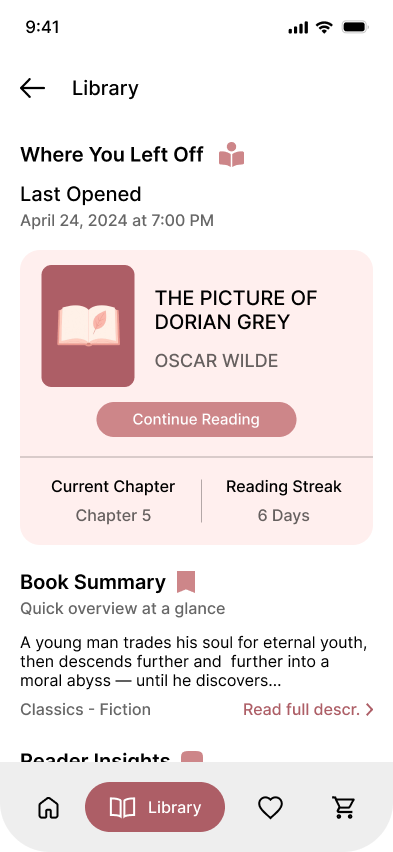 9:41
Library
Where You Left Off
Last Opened
April 24, 2024 at 7:00 PM
THE PICTURE OF
DORIAN GREY
OSCAR WILDE
Continue Reading
Current Chapter
Reading Streak
Chapter 5
6 Days
Book Summary
Quick overview at a glance
A young man trades his soul for eternal youth,
then descends further and  further into a
moral abyss — until he discovers...
Classics - Fiction
Read full descr.
Reader Insights
Library